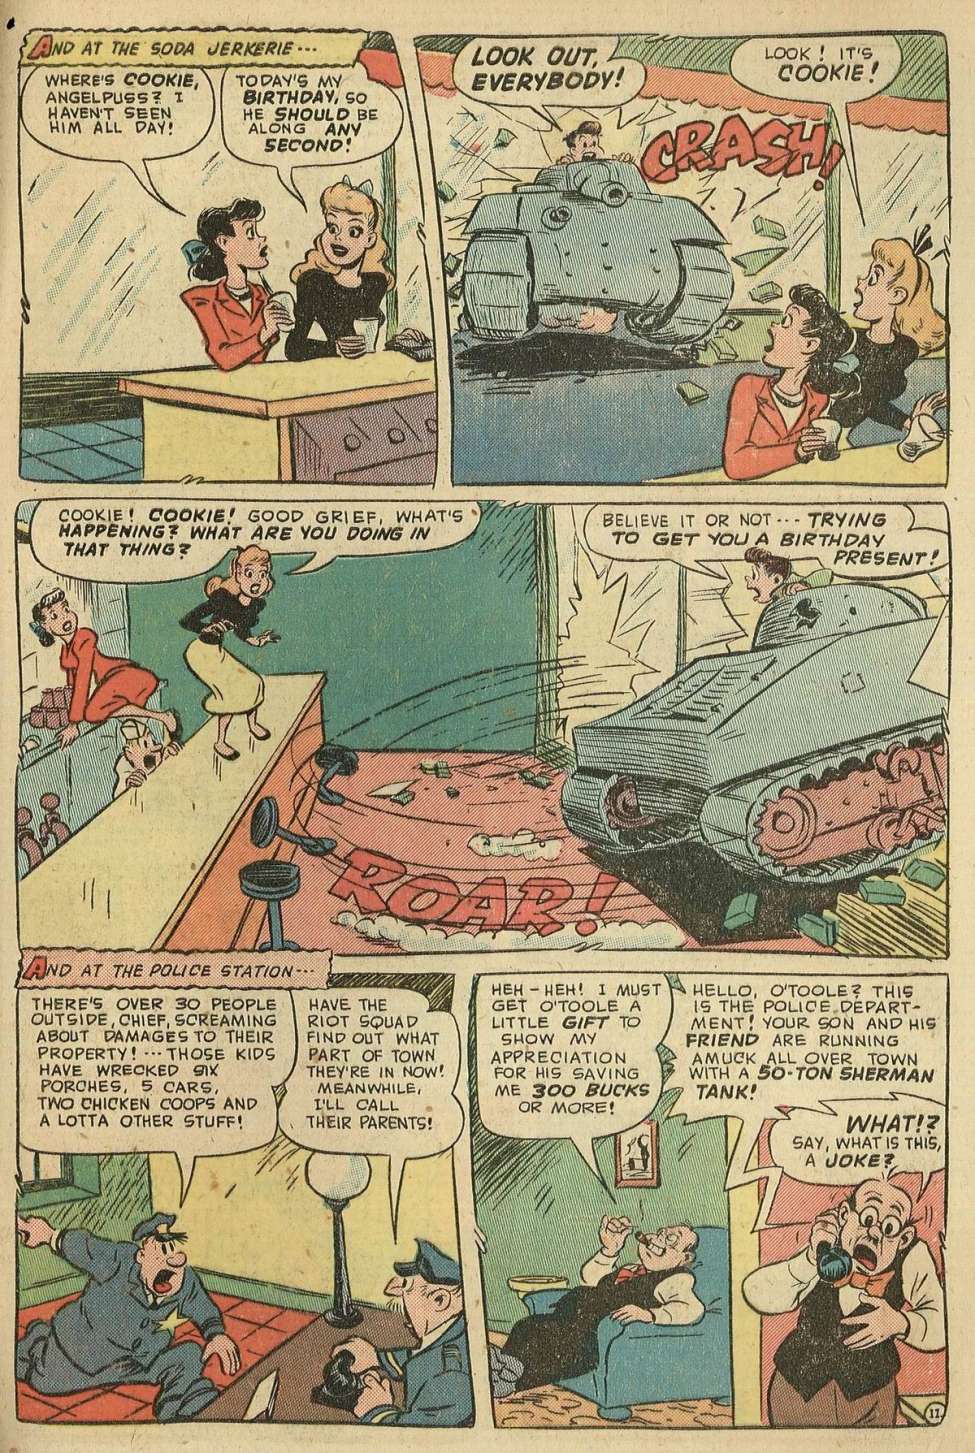 AND AT THE SODA JERKERIE...
WHERE'S COOKIE,
ANGELPUSS? I
HAVEN'T SEEN
HIM ALL DAY!
TODAY'S MY
BIRTHDAY, SO
HE SHOULD BE
ALONG ANY
SECOND!
LOOK OUT,
EVERYBODY!
CRASH!
LOOK! IT'S
COOKIE!
COOKIE! COOKIE! GOOD GRIEF, WHAT'S
HAPPENING? WHAT ARE YOU DOING IN
THAT THING?
BELIEVE IT OR NOT--- TRYING
TO GET YOU A BIRTHDAY
PRESENT!
ROAR!
AND AT THE POLICE STATION---
THERE'S OVER 30 PEOPLE
OUTSIDE, CHIEF, SCREAMING
ABOUT DAMAGES TO THEIR
PROPERTY! --- THOSE KIDS
HAVE WRECKED SIX
PORCHES, 5 CARS,
TWO CHICKEN COOPS AND
A LOTTA OTHER STUFF!
HAVE THE
RIOT SQUAD
FIND OUT WHAT
PART OF TOWN
THEY'RE IN NOW!
MEANWHILE,
I'LL CALL
THEIR PARENTS!
HEH-HEH! I MUST
GET O'TOOLE A
LITTLE GIFT TO
SHOW MY
APPRECIATION
FOR HIS SAVING
ME 300 BUCKS
OR MORE!
HELLO, O'TOOLE? THIS
IS THE POLICE DEPART-
MENT! YOUR SON AND HIS
FRIEND ARE RUNNING
AMUCK ALL OVER TOWN
WITH A 50-TON SHERMAN
TANK!
WHAT!?
SAY, WHAT IS THIS,
A JOKE?
11